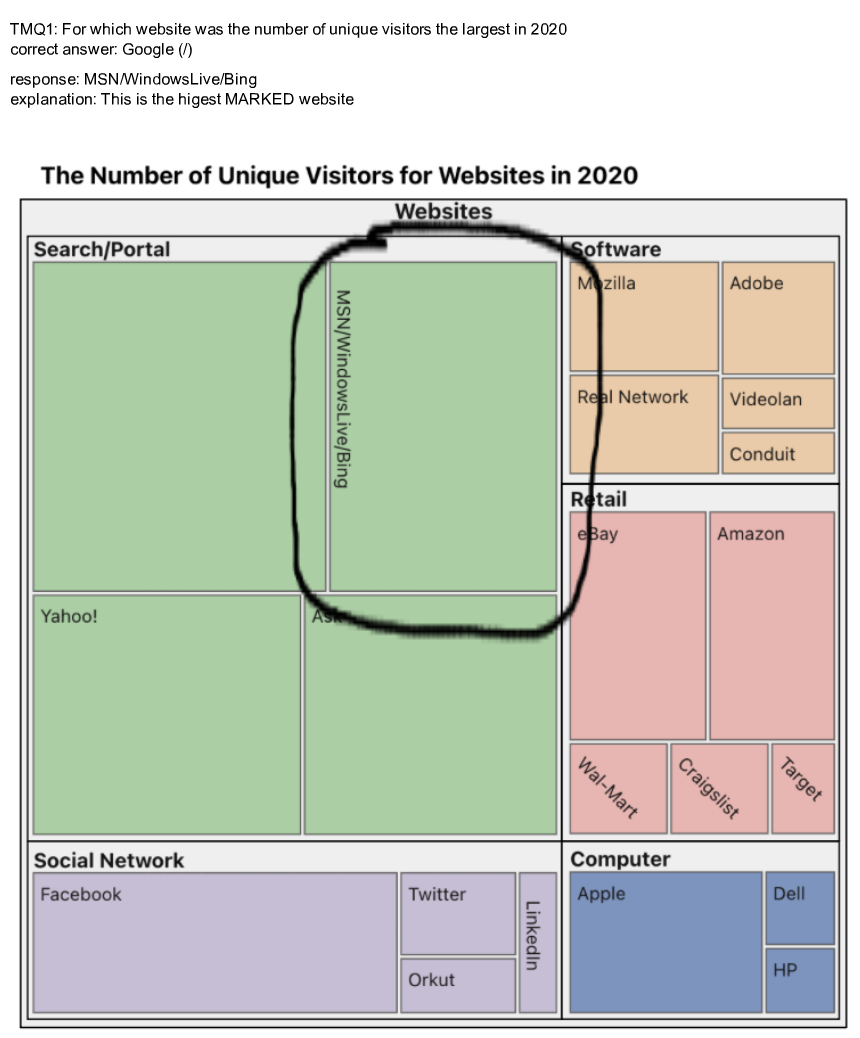 TMQ1: For which website was the number of unique visitors the largest in 2020
correct answer: Google (/)
response: MSN/WindowsLive/Bing
explanation: This is the higest MARKED website
The Number of Unique Visitors for Websites in 2020
Websites
Search/Portal
MSN/WindowsLive/Bing
Yahoo!
Ask
Software
Mozilla
Adobe
Real Network
Videolan
Conduit
Retail
eBay
Amazon
Wal-Mart
Craigslist
Target
Social Network
Facebook
Twitter
LinkedIn
Orkut
Computer
Apple
Dell
HP